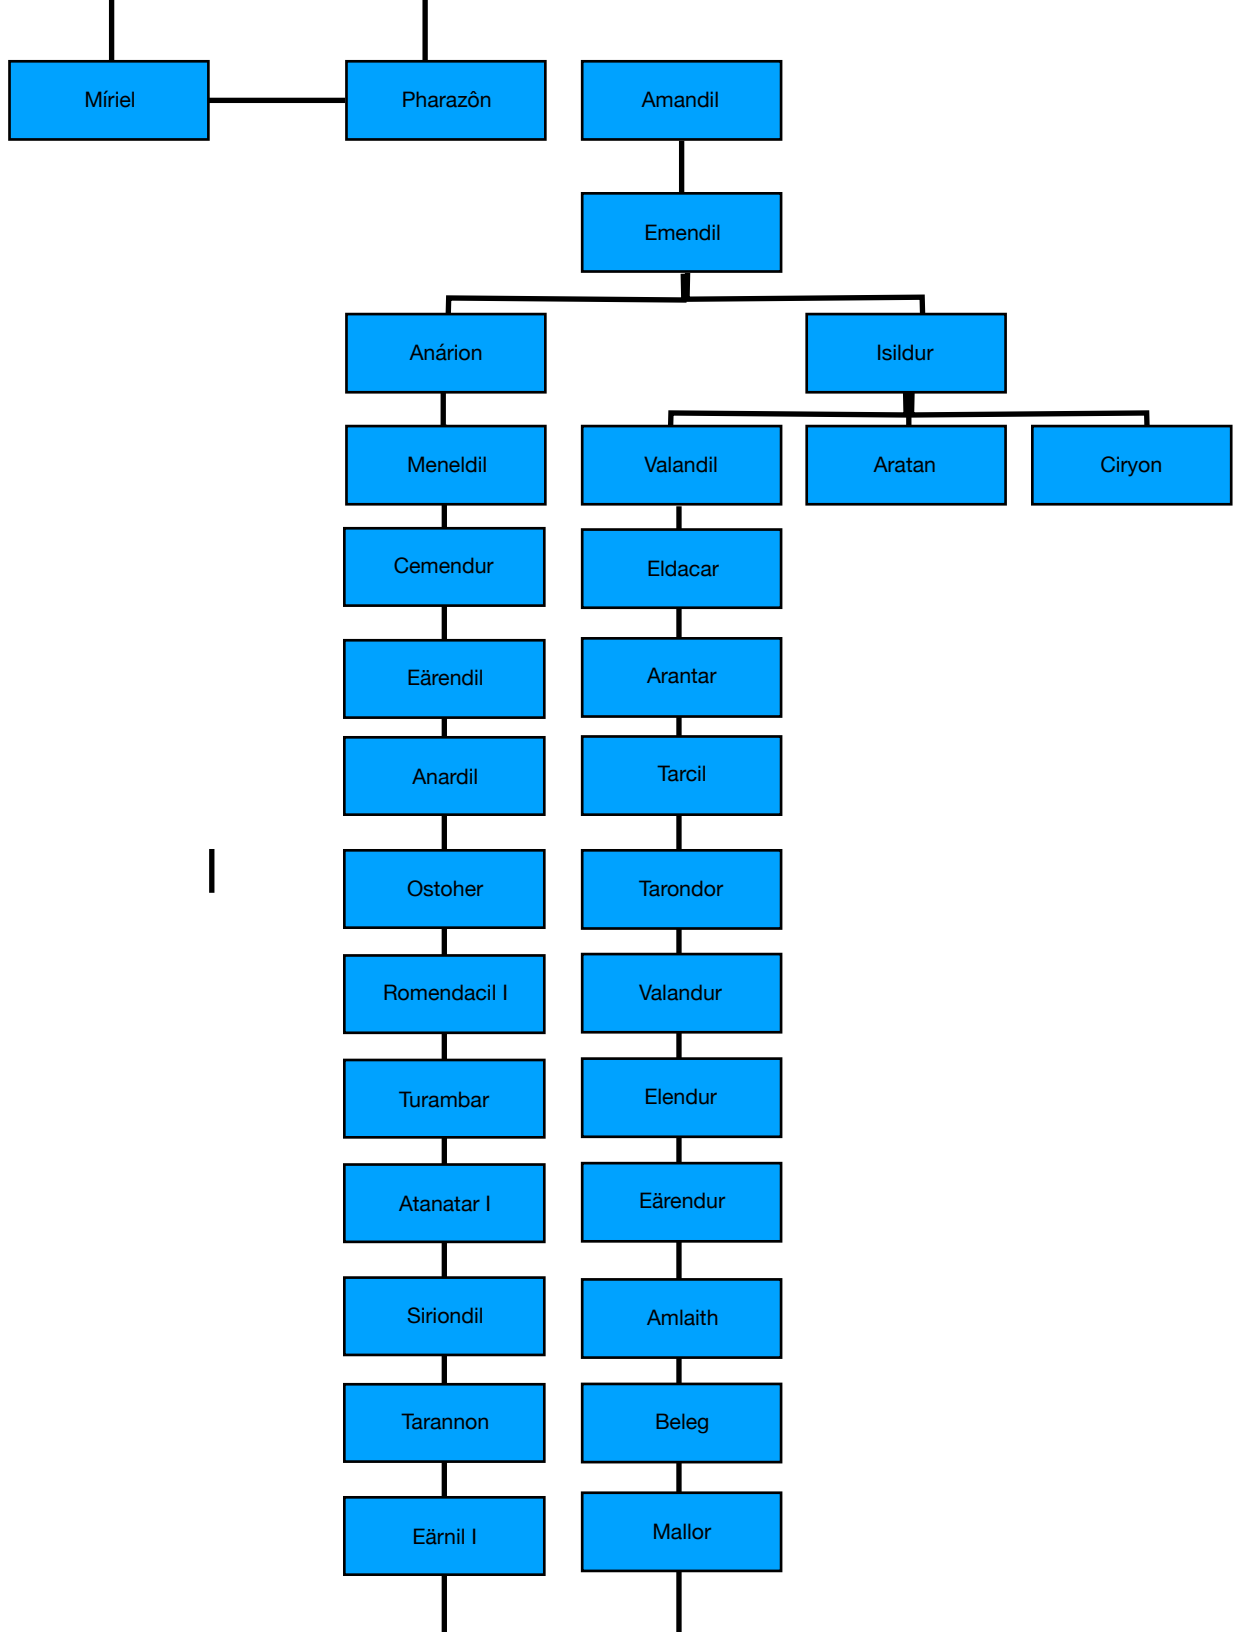 Míriel
Pharazôn
Amandil
Emendil
Anárion
Isildur
Meneldil
Valandil
Aratan
Ciryon
Cemendur
Eldacar
Eärendil
Arantar
Anardil
Tarcil
Ostoher
Tarondor
Romendacil I
Valandur
Turambar
Elendur
Atanatar I
Eärendur
Siriondil
Amlaith
Tarannon
Beleg
Eärnil I
Mallor